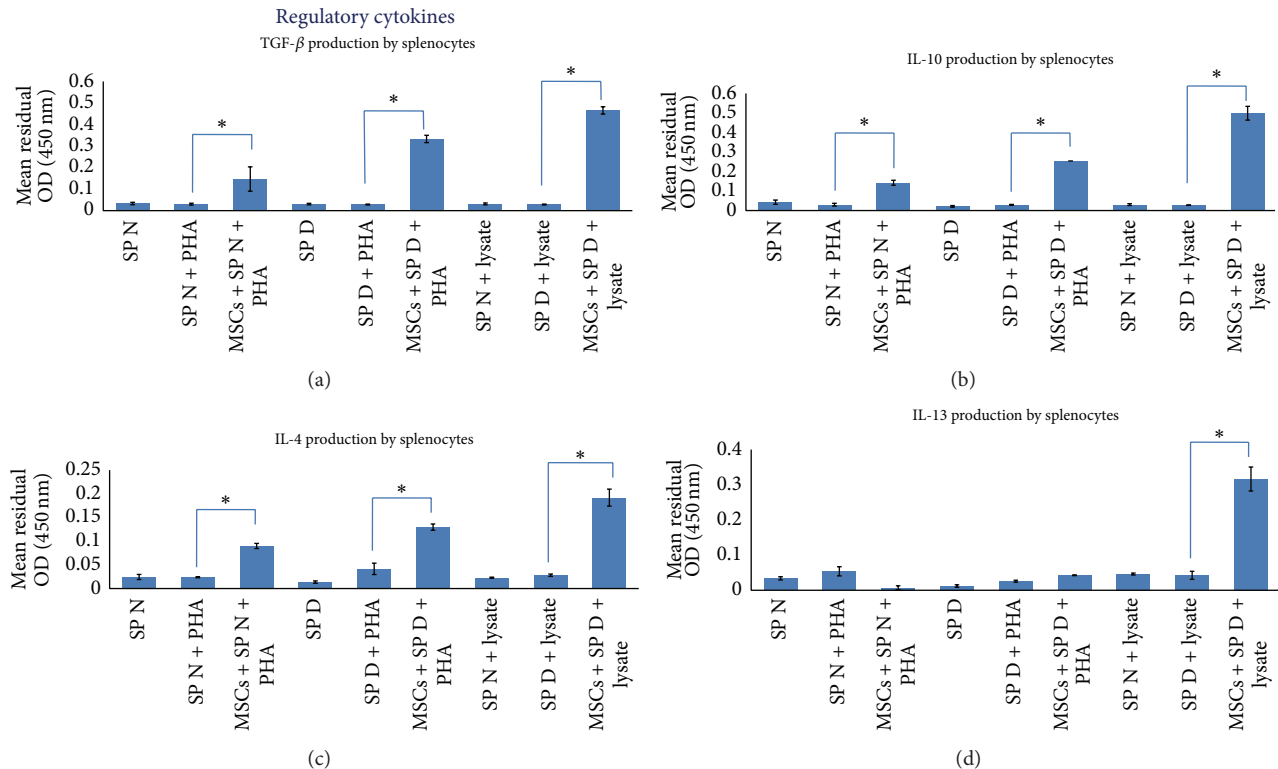 Regulatory cytokines
TGF-β production by splenocytes
Mean residual
OD (450 nm)
0.6
0.5
0.4
0.3
0.2
0.1
0
*
*
*
SP N
SP N + PHA
MSCs + SP N +
PHA
SP D
SP D + PHA
MSCs + SP D +
PHA
SP N + lysate
SP D + lysate
MSCs + SP D +
lysate
(a)
IL-10 production by splenocytes
Mean residual
OD (450 nm)
0.6
0.5
0.4
0.3
0.2
0.1
0
*
*
*
SP N
SP N + PHA
MSCs + SP N +
PHA
SP D
SP D + PHA
MSCs + SP D +
PHA
SP N + lysate
SP D + lysate
MSCs + SP D +
lysate
(b)
IL-4 production by splenocytes
Mean residual
OD (450 nm)
0.25
0.2
0.15
0.1
0.05
0
*
*
*
SP N
SP N + PHA
MSCs + SP N +
PHA
SP D
SP D + PHA
MSCs + SP D +
PHA
SP N + lysate
SP D + lysate
MSCs + SP D +
lysate
(c)
IL-13 production by splenocytes
Mean residual
OD (450 nm)
0.4
0.3
0.2
0.1
0
*
SP N
SP N + PHA
MSCs + SP N +
PHA
SP D
SP D + PHA
MSCs + SP D +
PHA
SP N + lysate
SP D + lysate
MSCs + SP D +
lysate
(d)